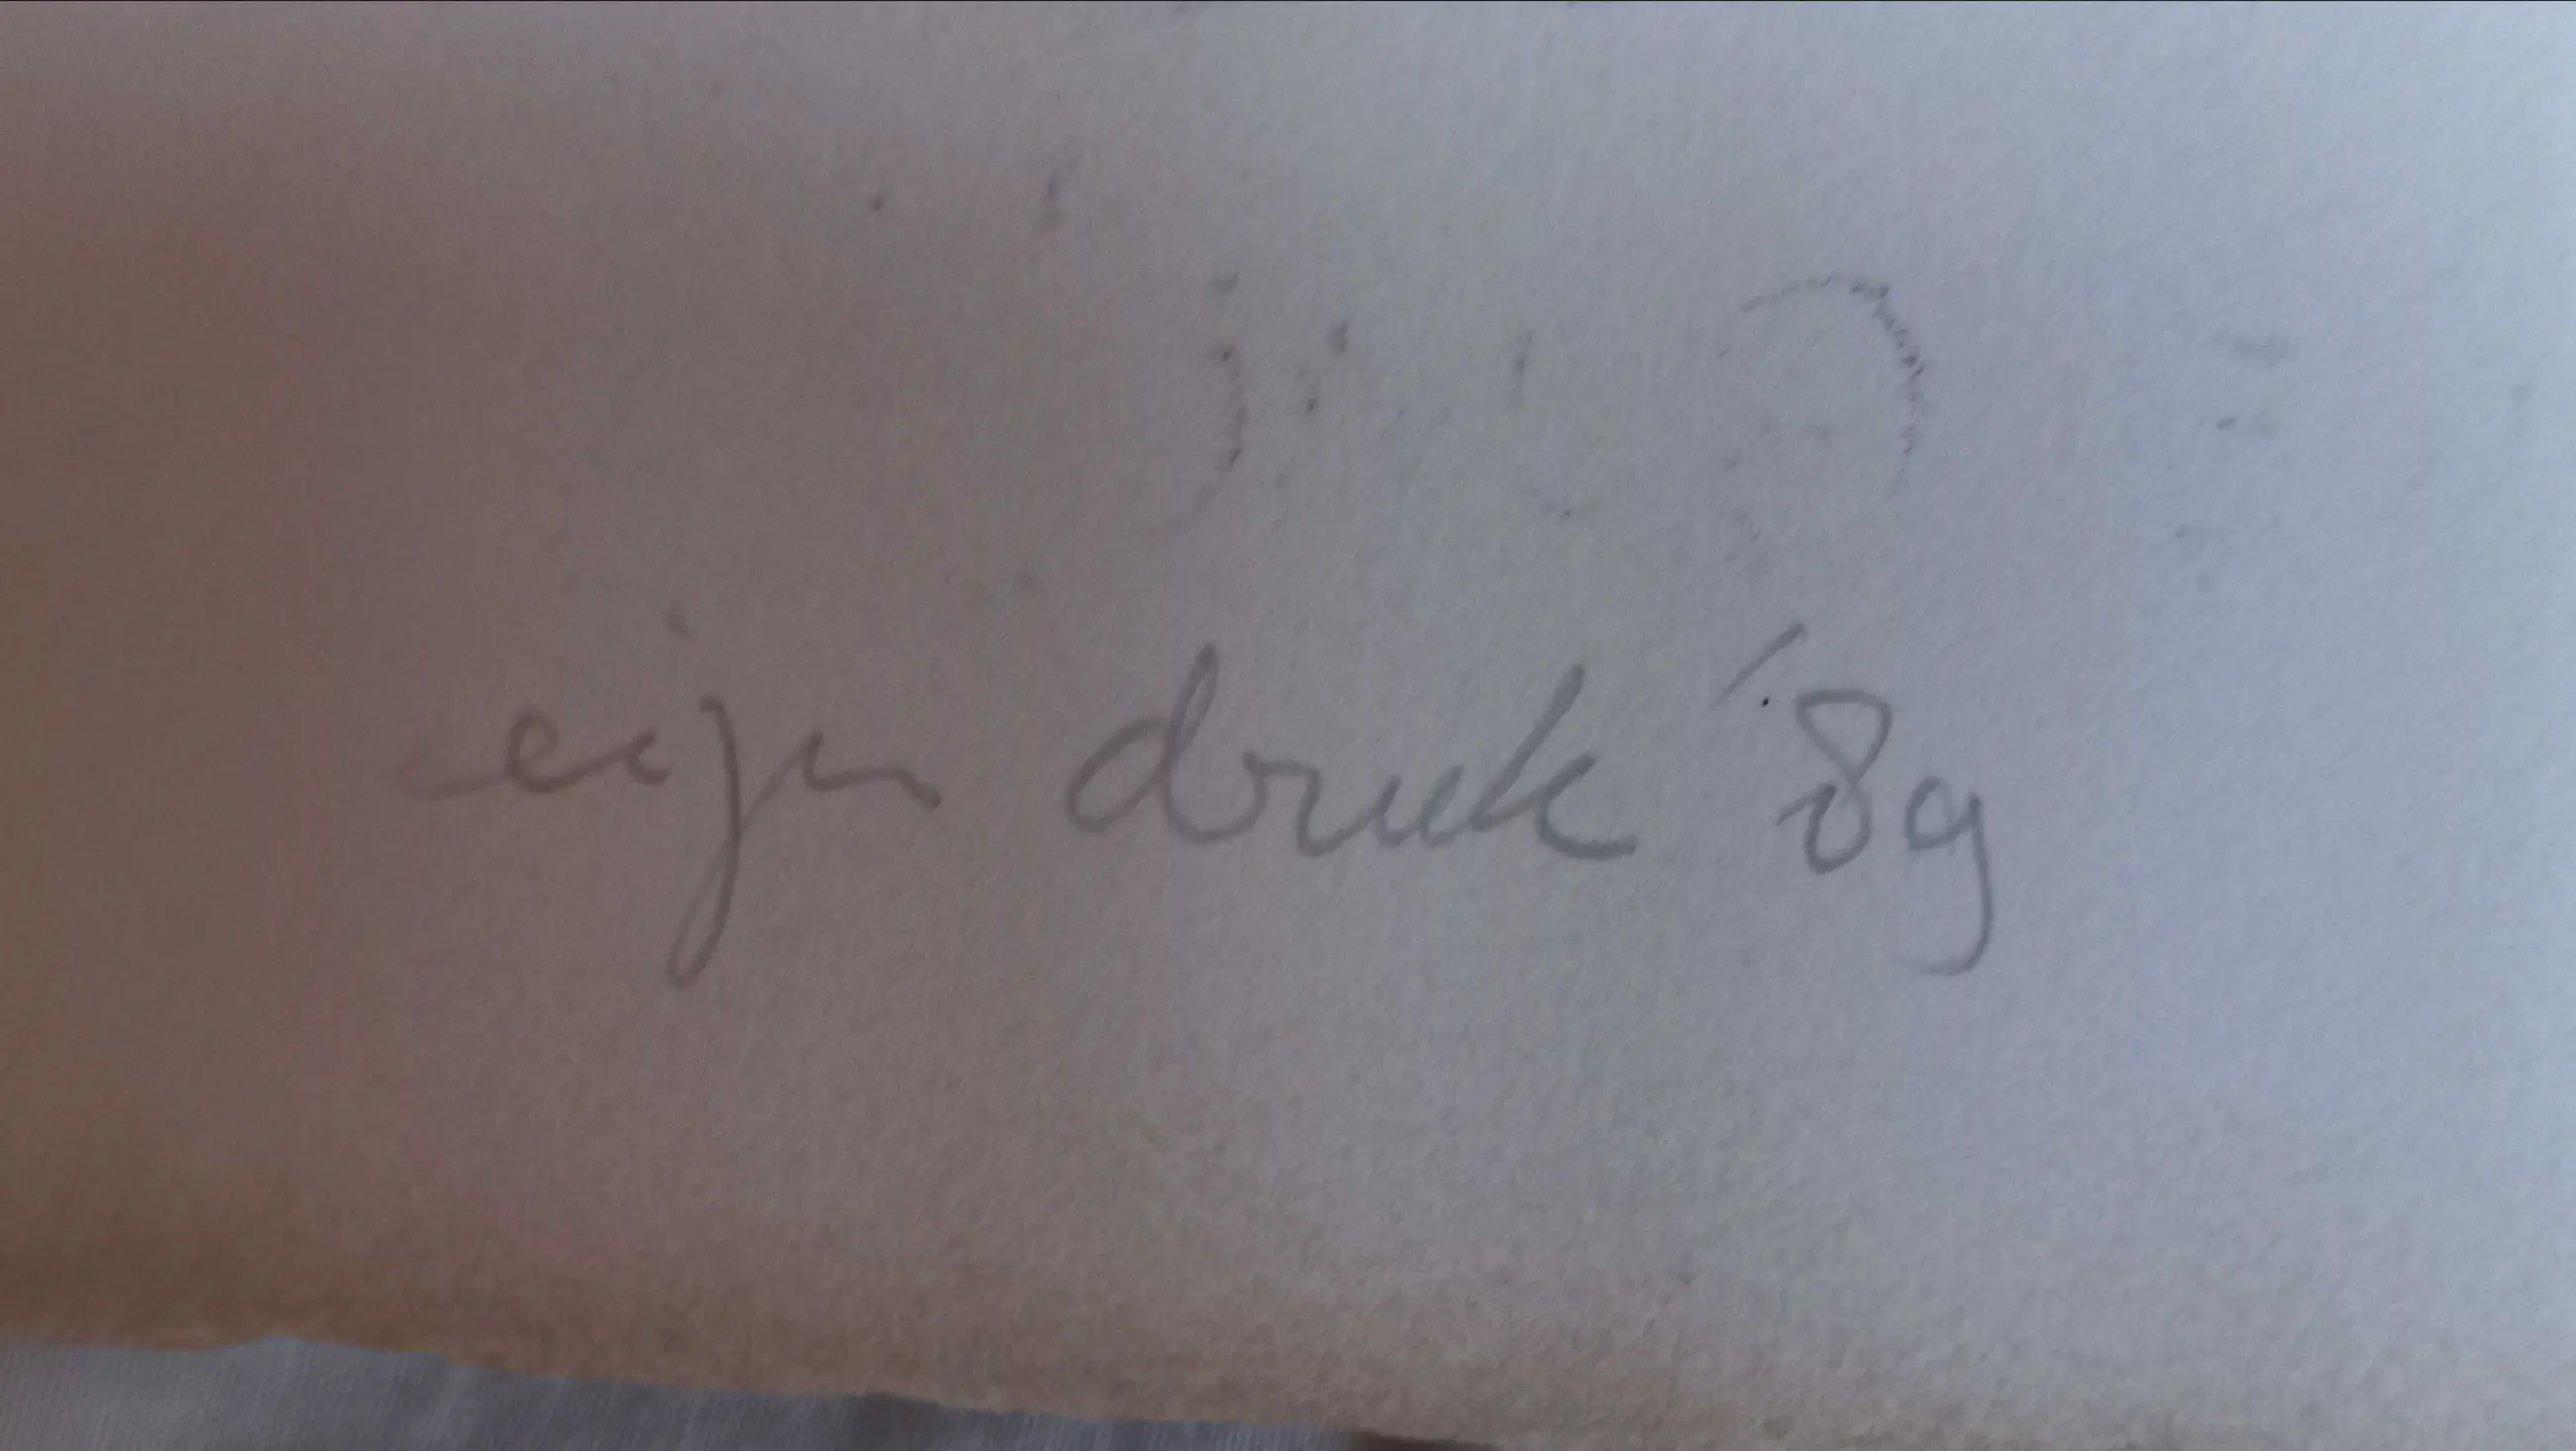 eigen druk '89